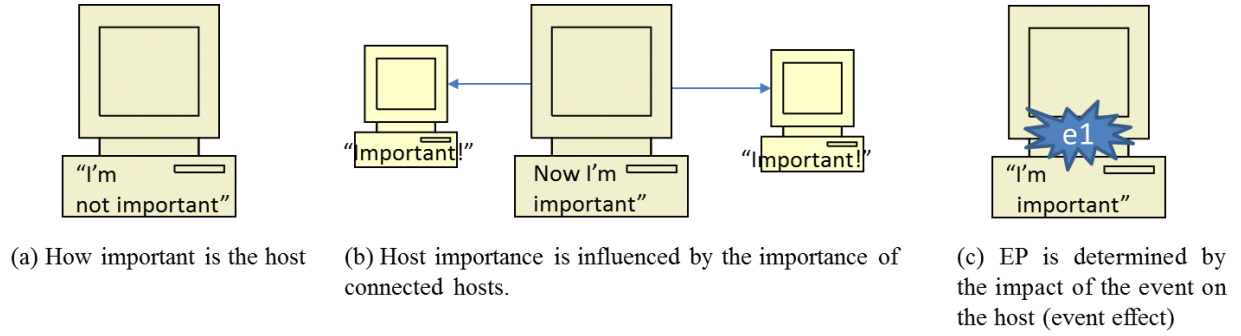 “I’m
not important”
“Important!”
Now I’m
important”
“Important!”
e1
“I’m
important”
(a) How important is the host
(b) Host importance is influenced by the importance of
connected hosts.
(c) EP is determined by
the impact of the event on
the host (event effect)